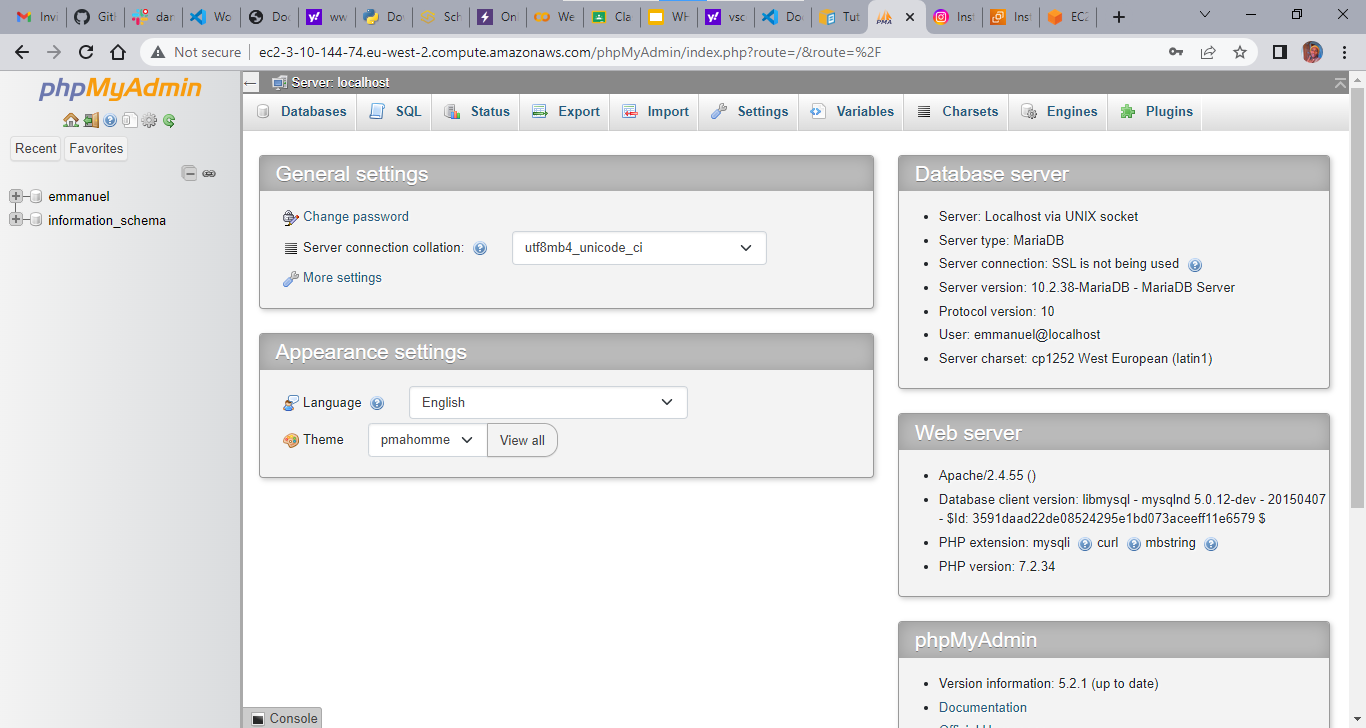 Invi
Git
dar
Wo
Doc
ww
Do
Sch
On
We
Cla
WH
vsc
Do
Tut
PMA
Inst
Inst
EC2
Not secure
ec2-3-10-144-74.eu-west-2.compute.amazonaws.com/phpMyAdmin/index.php?route=/&route=%2F
phpMyAdmin
Recent
Favorites
emmanuel
information_schema
Server: localhost
Databases
SQL
Status
Export
Import
Settings
Variables
Charsets
Engines
Plugins
General settings
Change password
Server connection collation:
utf8mb4_unicode_ci
More settings
Appearance settings
Language
English
Theme
pmahomme
View all
Database server
Server: Localhost via UNIX socket
Server type: MariaDB
Server connection: SSL is not being used
Server version: 10.2.38-MariaDB - MariaDB Server
Protocol version: 10
User: emmanuel@localhost
Server charset: cp1252 West European (latin1)
Web server
Apache/2.4.55 ()
Database client version: libmysql - mysqlnd 5.0.12-dev - 20150407
- $Id: 3591daad22de08524295e1bd073aceeff11e6579 $
PHP extension: mysqli curl mbstring
PHP version: 7.2.34
phpMyAdmin
Version information: 5.2.1 (up to date)
Documentation
Console